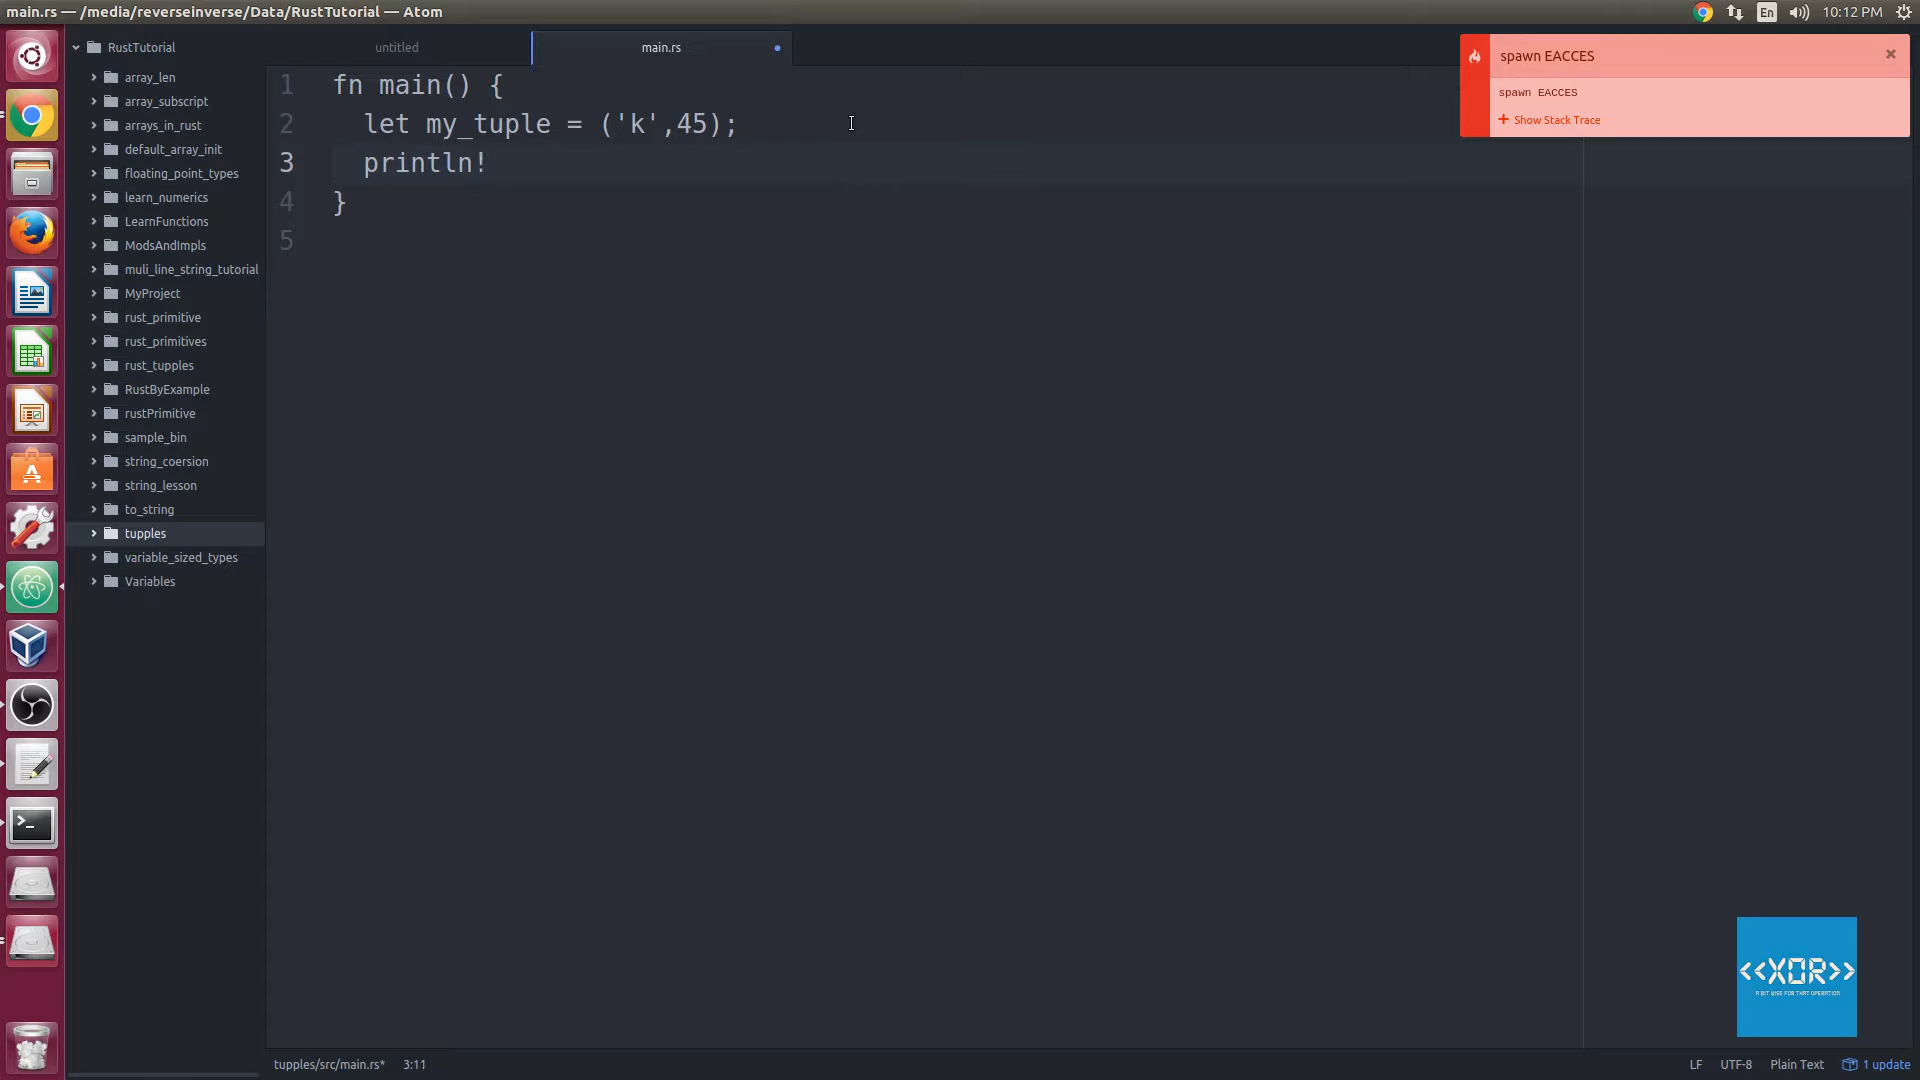 main.rs — /media/reverseinverse/Data/RustTutorial — Atom
En
10:12 PM
RustTutorial
array_len
array_subscript
arrays_in_rust
default_array_init
floating_point_types
learn_numerics
LearnFunctions
ModsAndImpls
muli_line_string_tutorial
MyProject
rust_primitive
rust_primitives
rust_tupples
RustByExample
rustPrimitive
sample_bin
string_coersion
string_lesson
to_string
tupples
variable_sized_types
Variables
untitled
main.rs
1 fn main() {
2 let my_tuple = ('k',45);
3 println!
4 }
5
spawn EACCES
spawn EACCES
Show Stack Trace
<<XOR>>
A BIT WISE FOR THAT OPERATION
tupples/src/main.rs* 3:11
LF UTF-8 Plain Text 1 update